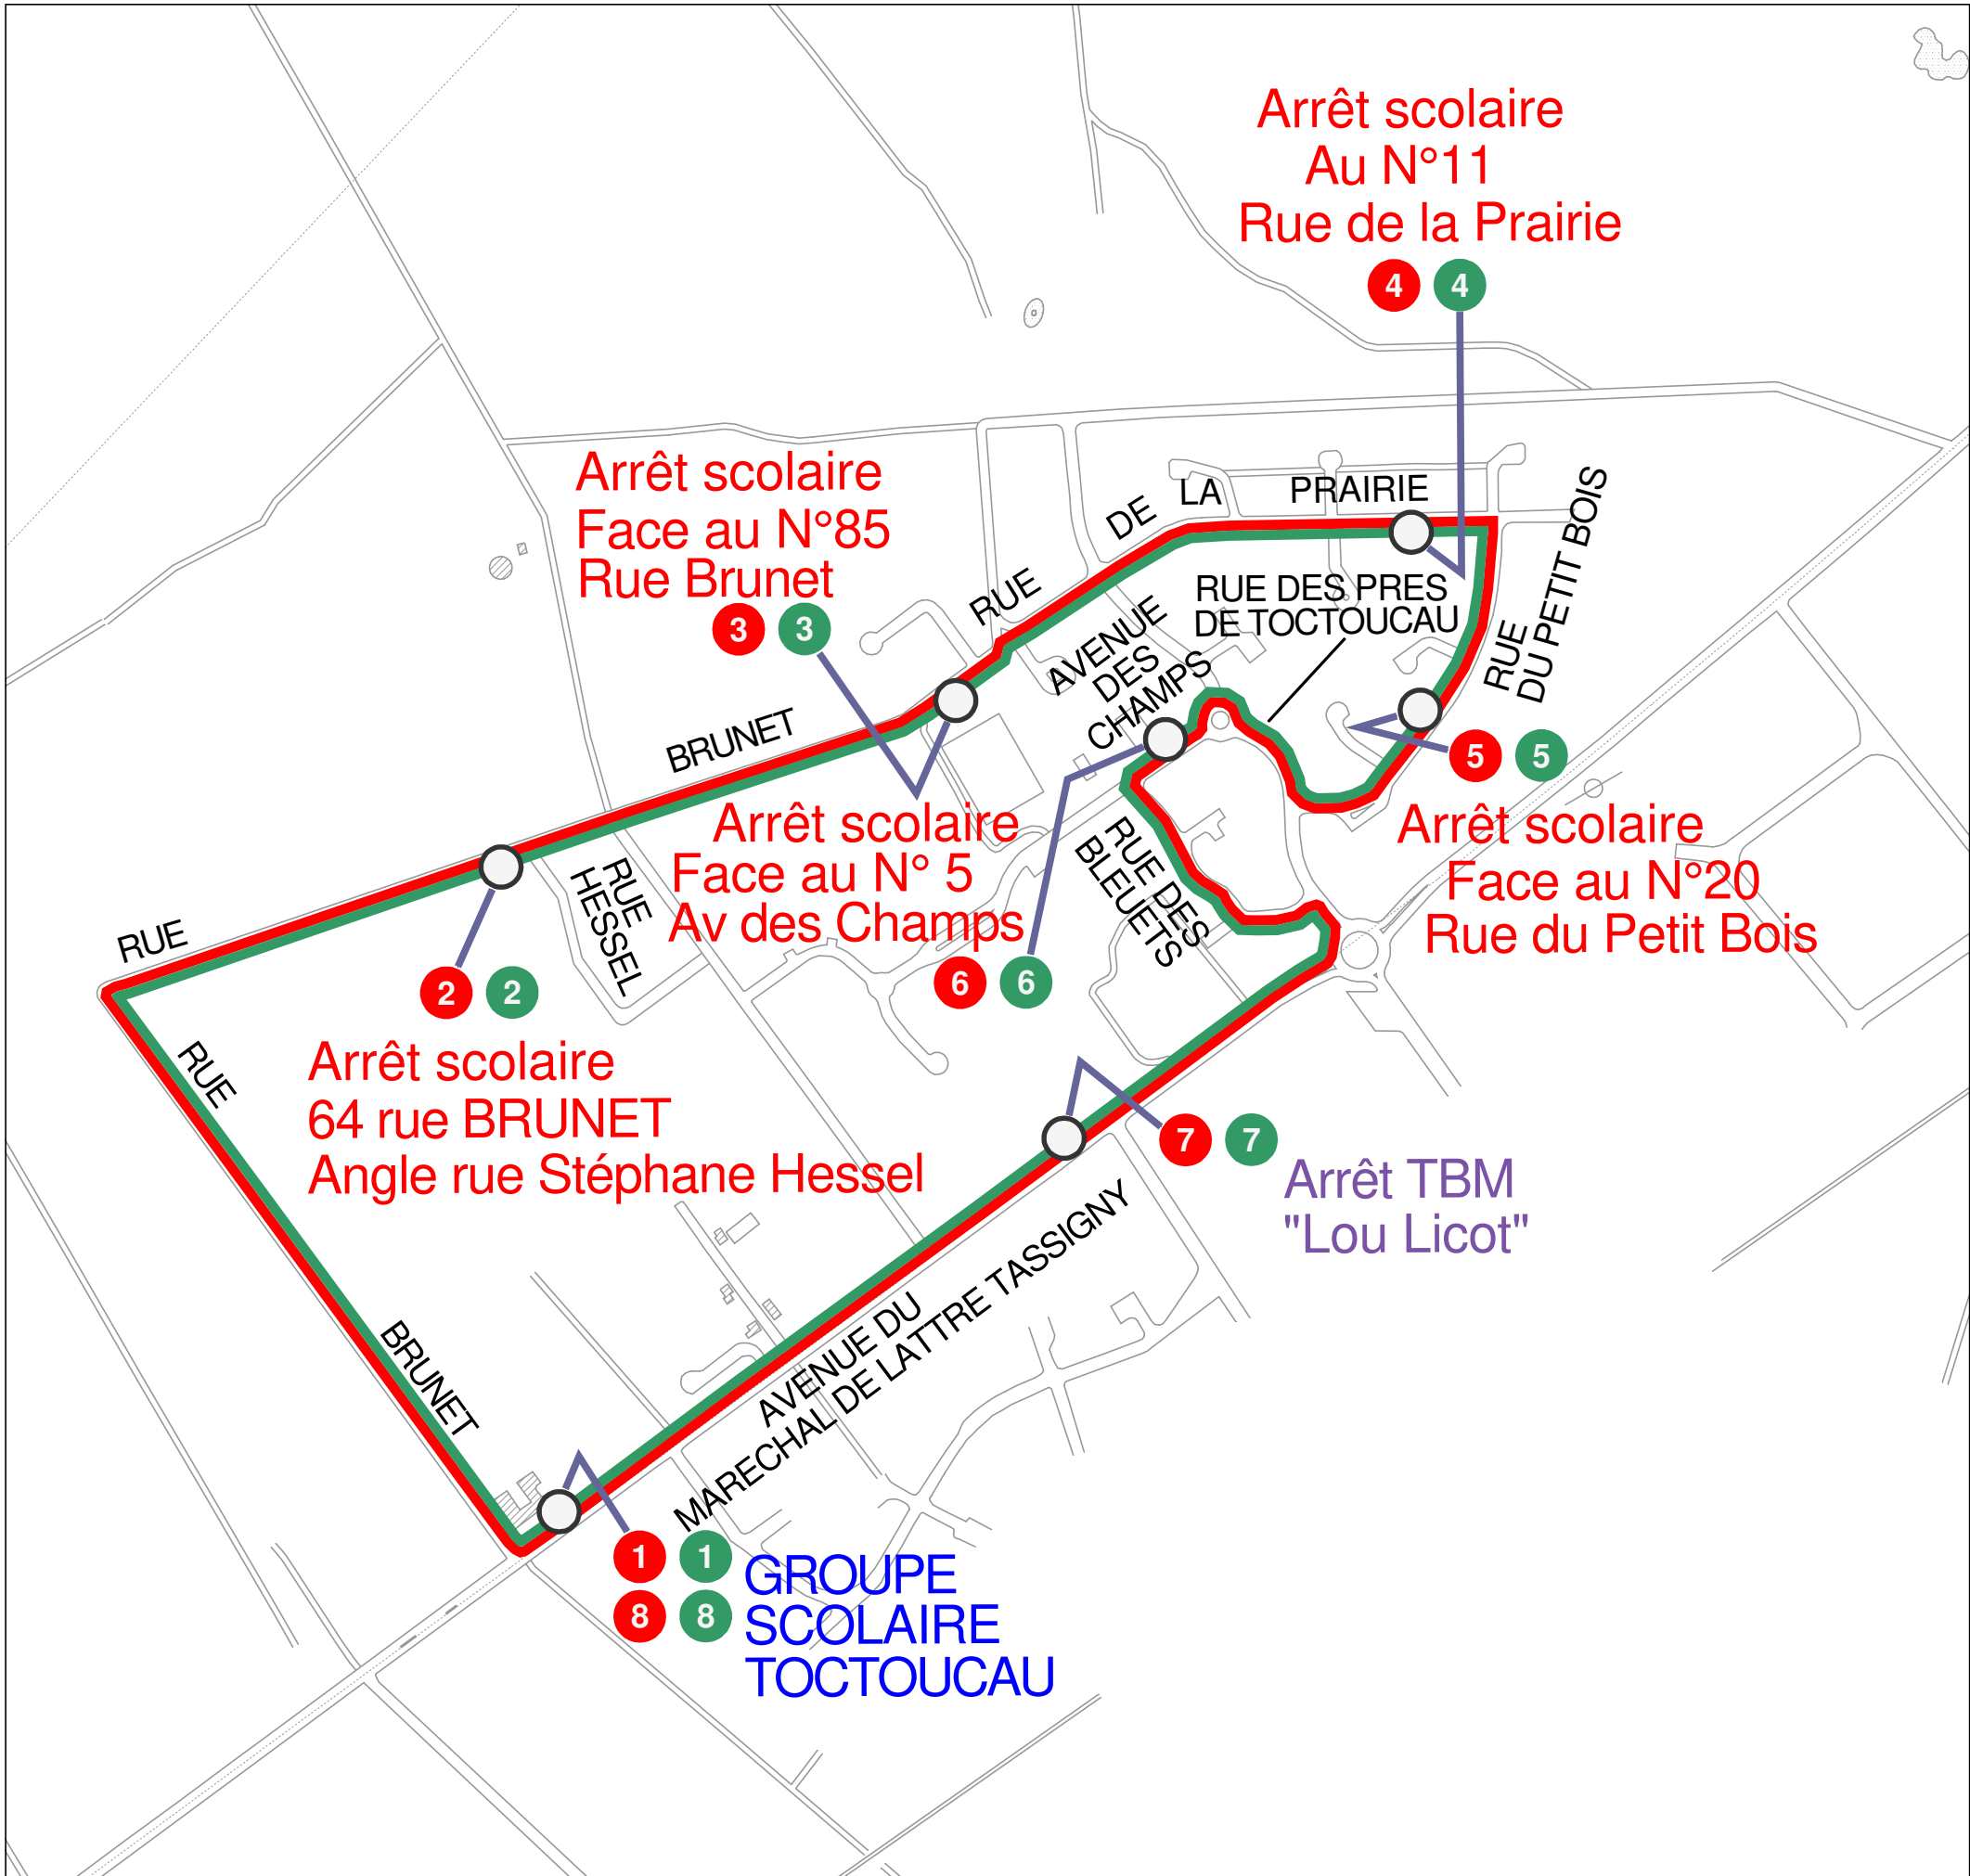 Arrêt scolaire
Au N°11
Rue de la Prairie
4 4
Arrêt scolaire
Face au N°85
Rue Brunet
3 3
RUE
DE
LA
PRAIRIE
RUE DES PRES
DE TOCTOUCAU
RUE
DU PETIT BOIS
AVENUE
DES
CHAMPS
BRUNET
5 5
Arrêt scolaire
Face au N°20
Rue du Petit Bois
Arrêt scolaire
Face au N° 5
Av des Champs
6 6
RUE DES
BLEUETS
RUE
HESSEL
RUE
2 2
Arrêt scolaire
64 rue BRUNET
Angle rue Stéphane Hessel
RUE
BRUNET
7 7
Arrêt TBM
"Lou Licot"
AVENUE DU
MARECHAL DE LATTRE TASSIGNY
1 1
8 8
GROUPE
SCOLAIRE
TOCTOUCAU